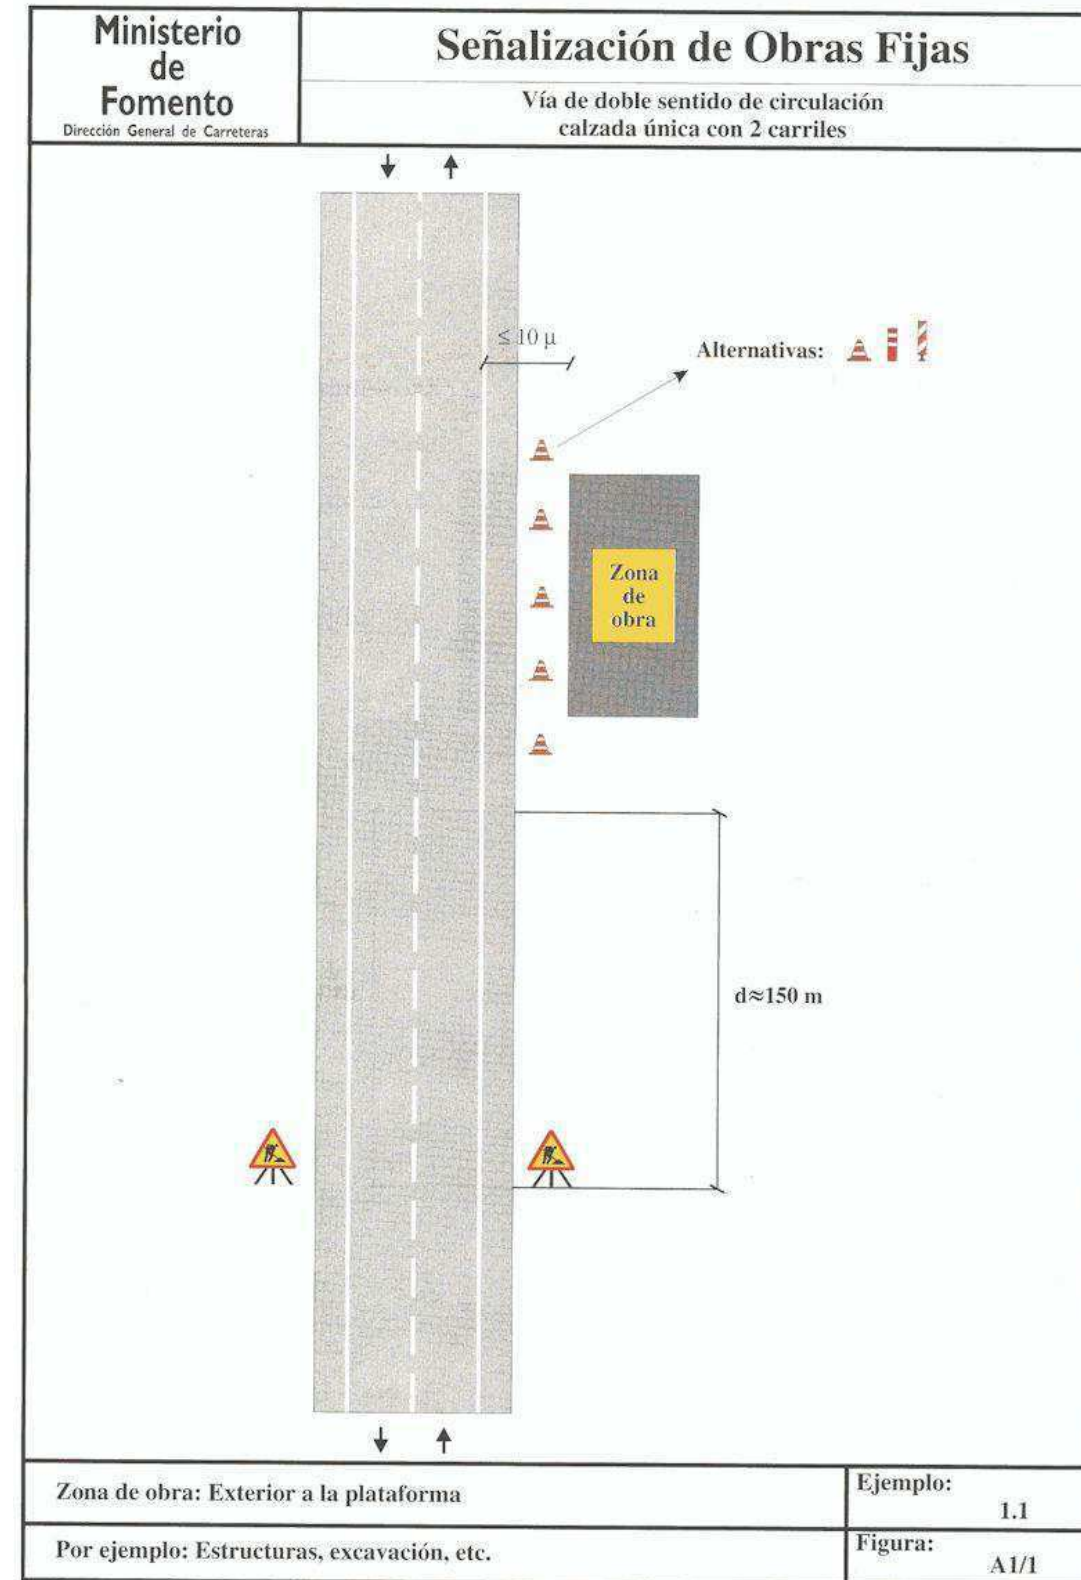 Ministerio
de
Fomento
Dirección General de Carreteras
Señalización de Obras Fijas
Vía de doble sentido de circulación
calzada única con 2 carriles
≤ 10 µ
Alternativas:
Zona
de
obra
d≈150 m
Zona de obra: Exterior a la plataforma
Ejemplo:
1.1
Por ejemplo: Estructuras, excavación, etc.
Figura:
A1/1